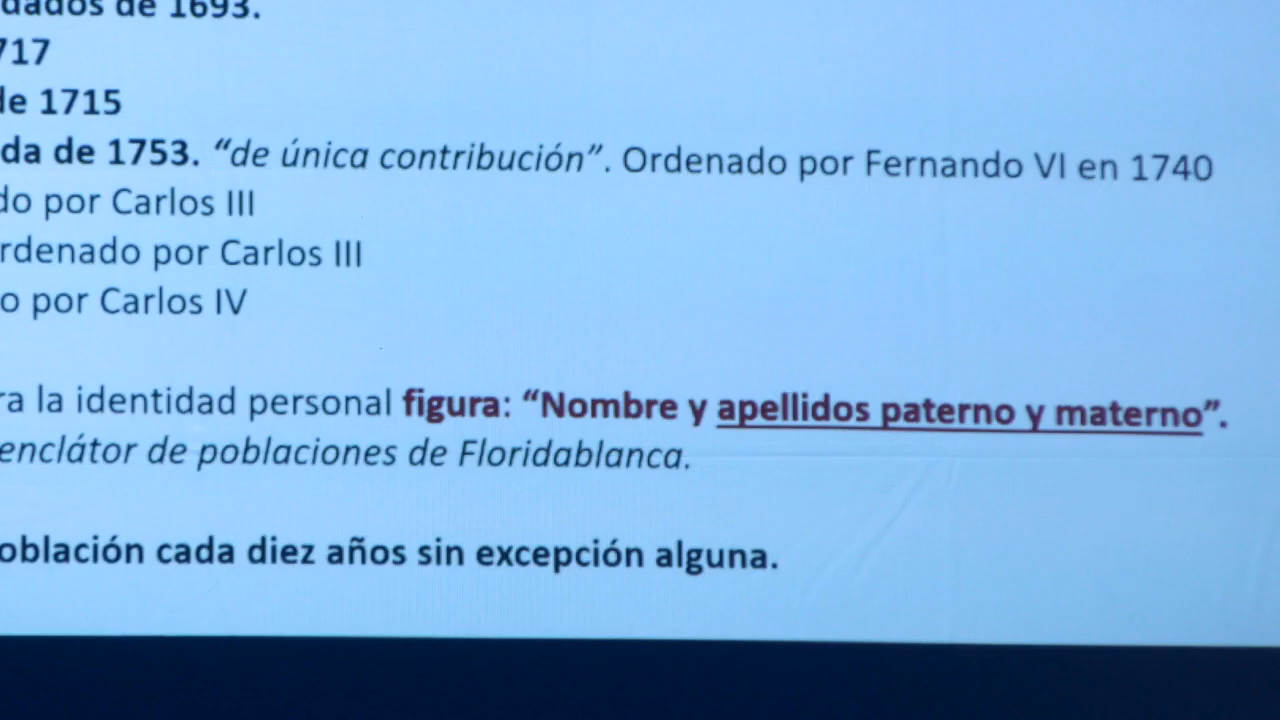 dados de 1693.
717
de 1715
da de 1753. “de única contribución”. Ordenado por Fernando VI en 1740
do por Carlos III
rdenado por Carlos III
o por Carlos IV
ra la identidad personal figura: “Nombre y apellidos paterno y materno”.
enclátor de poblaciones de Floridablanca.
oblación cada diez años sin excepción alguna.